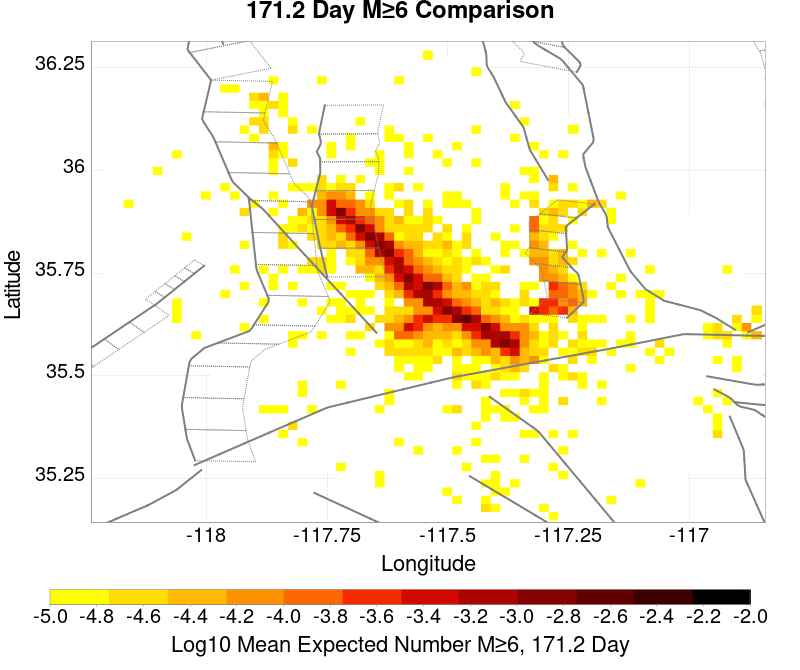 171.2 Day M≥6 Comparison
36.25
36
35.75
35.5
35.25
Latitude
-118 -117.75 -117.5 -117.25 -117
Longitude
-5.0 -4.8 -4.6 -4.4 -4.2 -4.0 -3.8 -3.6 -3.4 -3.2 -3.0 -2.8 -2.6 -2.4 -2.2 -2.0
Log10 Mean Expected Number M≥6, 171.2 Day